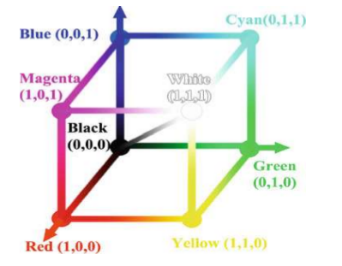 Blue (0,0,1)
Cyan(0,1,1)
Magenta
(1,0,1)
White
(1,1,1)
Black
(0,0,0)
Green
(0,1,0)
Red (1,0,0)
Yellow (1,1,0)